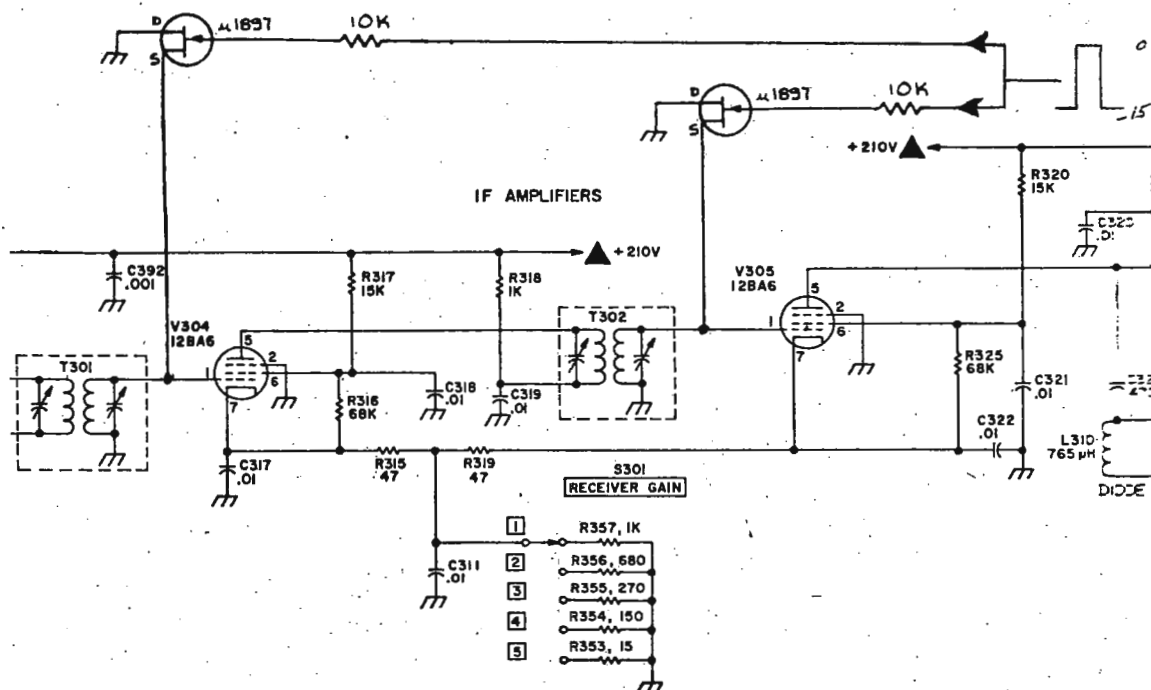 D
S
µ1897
10K
0
-15
D
S
µ1897
10K
+210V
R320
15K
IF AMPLIFIERS
C392
.001
R317
15K
R318
1K
+210V
C323
.01
V304
12BA6
5
1
2
6
7
T301
T302
V305
12BA6
5
1
2
6
7
R316
68K
C318
.01
C319
.01
R325
68K
C321
.01
C322
.01
C317
.01
R315
47
R319
47
L310
765 µH
DIODE
S301
RECEIVER GAIN
1
R357, 1K
2
R356, 680
3
R355, 270
4
R354, 150
5
R353, 15
C311
.01